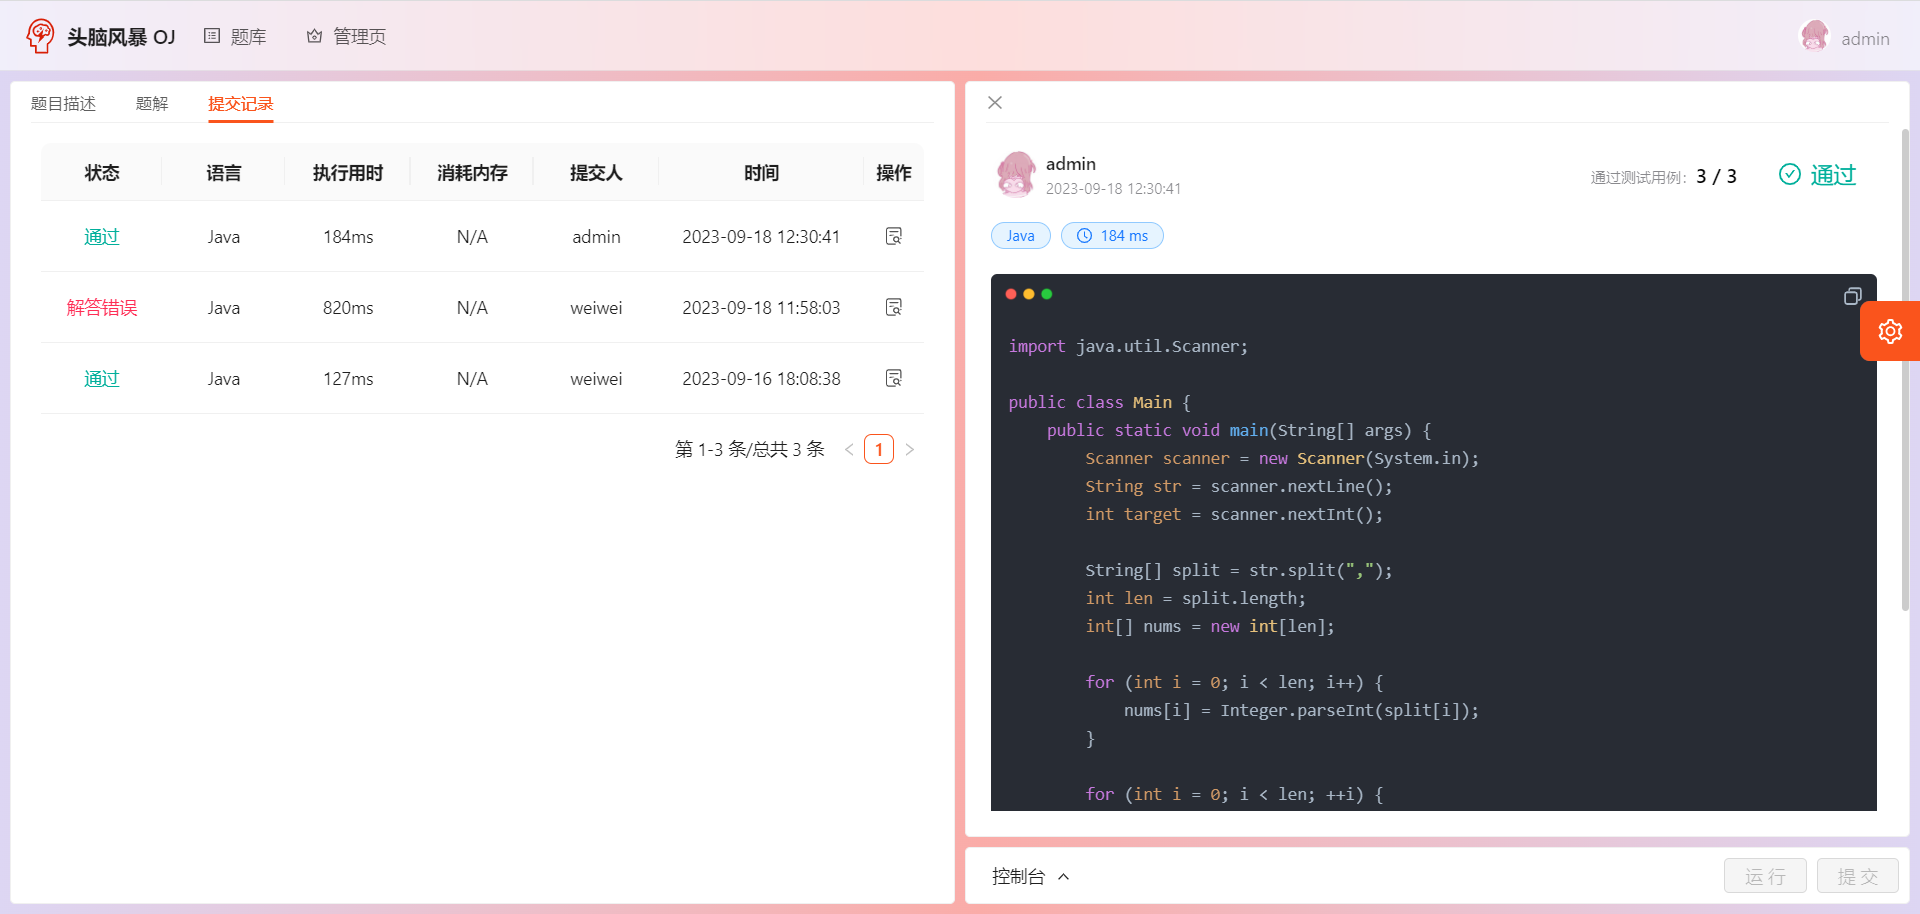 头脑风暴 OJ 题库 管理页 admin
题目描述 题解 提交记录
状态 语言 执行用时 消耗内存 提交人 时间 操作
通过 Java 184ms N/A admin 2023-09-18 12:30:41
解答错误 Java 820ms N/A weiwei 2023-09-18 11:58:03
通过 Java 127ms N/A weiwei 2023-09-16 18:08:38
第 1-3 条/总共 3 条 1
admin
2023-09-18 12:30:41
通过测试用例： 3 / 3 通过
Java 184 ms
import java.util.Scanner;
public class Main {
public static void main(String[] args) {
Scanner scanner = new Scanner(System.in);
String str = scanner.nextLine();
int target = scanner.nextInt();
String[] split = str.split(",");
int len = split.length;
int[] nums = new int[len];
for (int i = 0; i < len; i++) {
nums[i] = Integer.parseInt(split[i]);
}
for (int i = 0; i < len; ++i) {
控制台 运 行 提 交